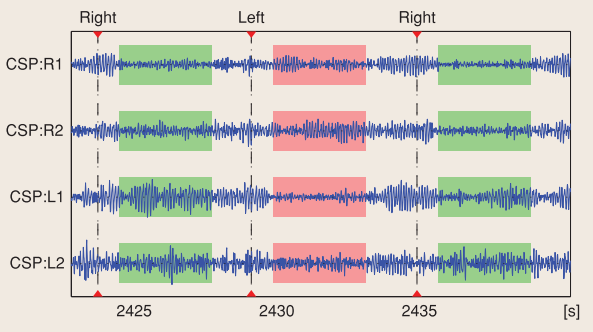 Right Left Right
CSP:R1
CSP:R2
CSP:L1
CSP:L2
2425 2430 2435 [s]